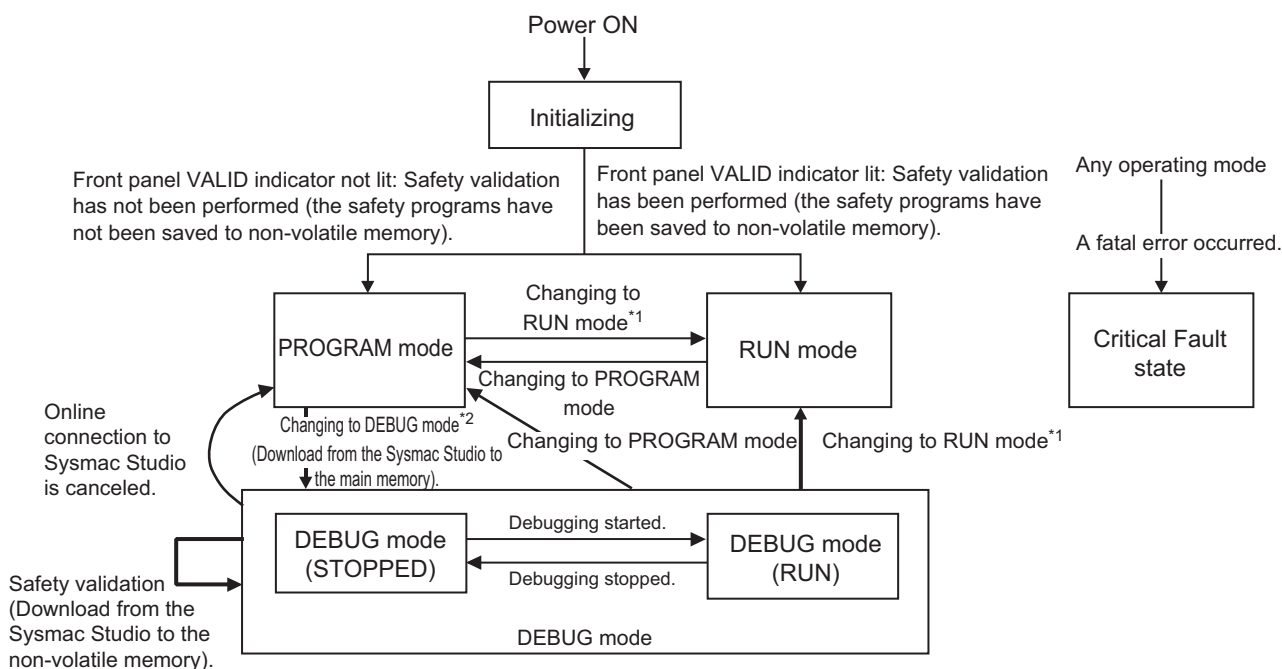 Power ON
Initializing
Front panel VALID indicator not lit: Safety validation
has not been performed (the safety programs have
not been saved to non-volatile memory).
Front panel VALID indicator lit: Safety validation
has been performed (the safety programs have
been saved to non-volatile memory).
Any operating mode
A fatal error occurred.
Critical Fault
state
PROGRAM mode
Changing to
RUN mode*1
RUN mode
Changing to PROGRAM
mode
Online
connection to
Sysmac Studio
is canceled.
Changing to DEBUG mode*2
(Download from the Sysmac Studio to
the main memory).
Changing to PROGRAM mode
Changing to RUN mode*1
DEBUG mode
(STOPPED)
Debugging started.
Debugging stopped.
DEBUG mode
(RUN)
DEBUG mode
Safety validation
(Download from the
Sysmac Studio to the
non-volatile memory).